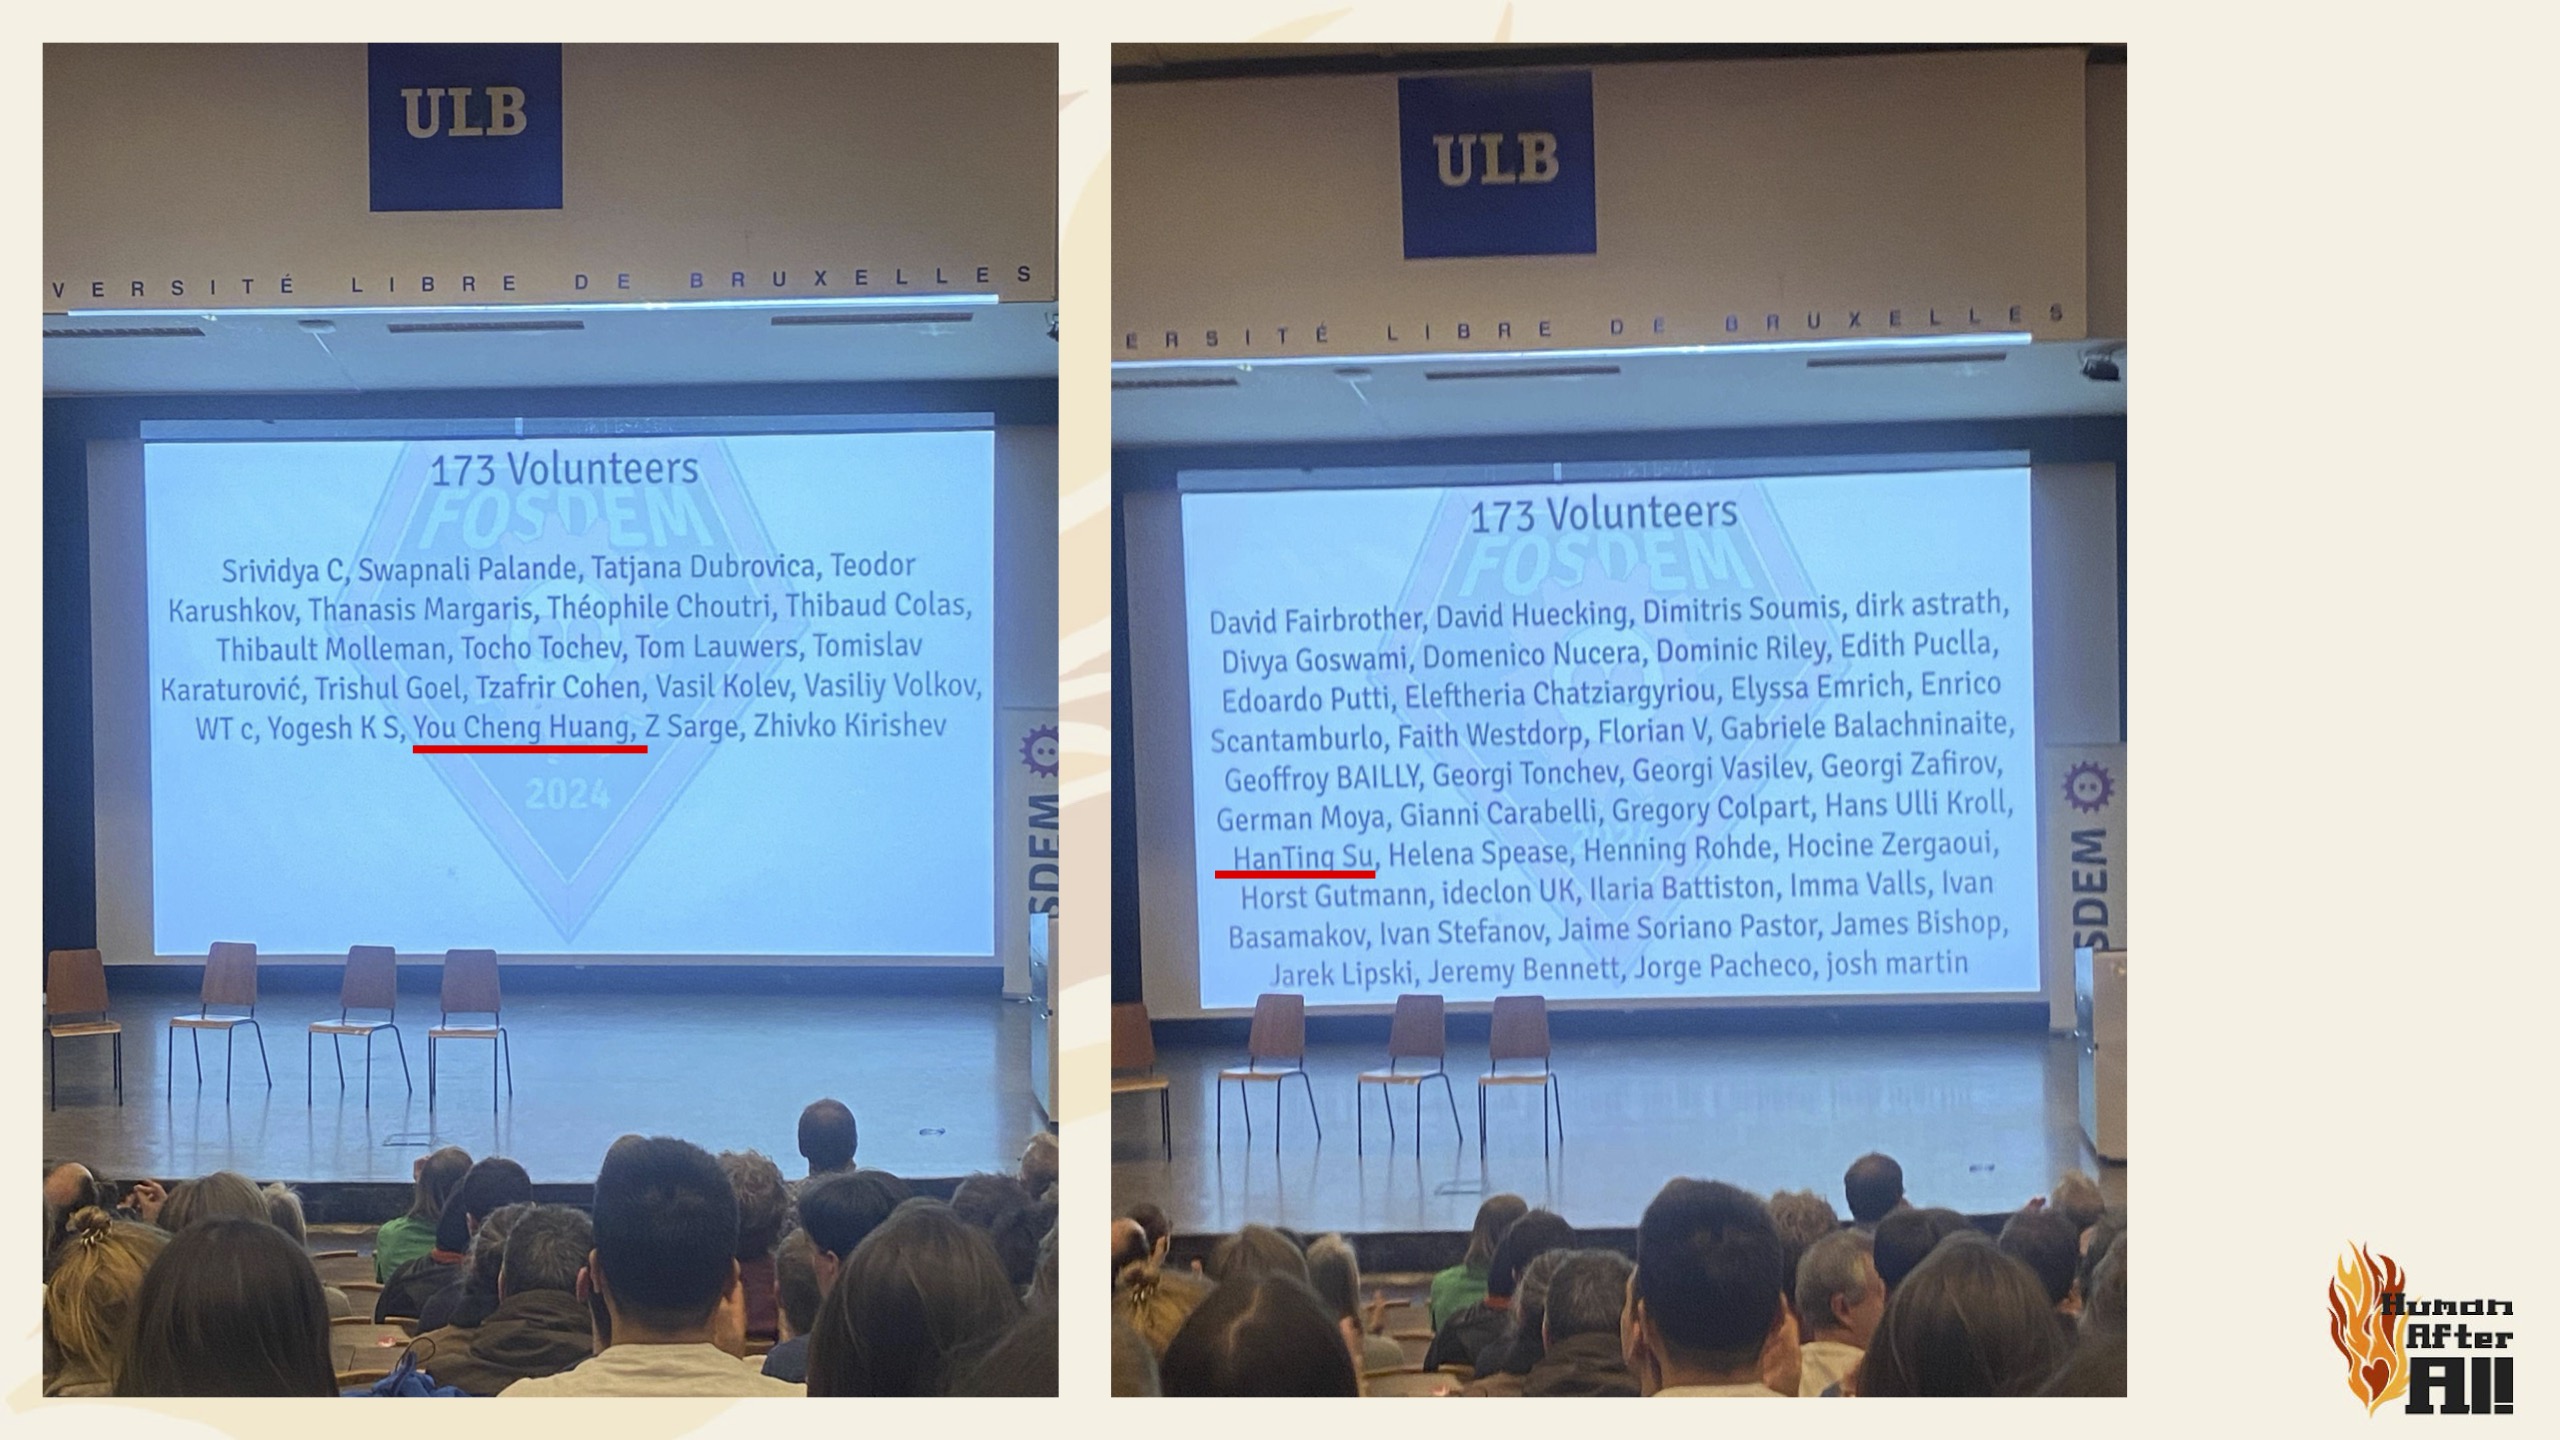 ULB
VERSITÉ LIBRE DE BRUXELLES
173 Volunteers
FOSDEM
Srividya C, Swapnali Palande, Tatjana Dubrovica, Teodor
Karushkov, Thanasis Margaris, Théophile Choutri, Thibaud Colas,
Thibault Molleman, Tocho Tochev, Tom Lauwers, Tomislav
Karaturović, Trishul Goel, Tzafrir Cohen, Vasil Kolev, Vasiliy Volkov,
WT c, Yogesh K S, You Cheng Huang, Z Sarge, Zhivko Kirishev
2024
SDEM
ULB
ERSITÉ LIBRE DE BRUXELLES
173 Volunteers
FOSDEM
David Fairbrother, David Huecking, Dimitris Soumis, dirk astrath,
Divya Goswami, Domenico Nucera, Dominic Riley, Edith Puclla,
Edoardo Putti, Eleftheria Chatziargyriou, Elyssa Emrich, Enrico
Scantamburlo, Faith Westdorp, Florian V, Gabriele Balachninaite,
Geoffroy BAILLY, Georgi Tonchev, Georgi Vasilev, Georgi Zafirov,
German Moya, Gianni Carabelli, Gregory Colpart, Hans Ulli Kroll,
HanTing Su, Helena Spease, Henning Rohde, Hocine Zergaoui,
Horst Gutmann, ideclon UK, Ilaria Battiston, Imma Valls, Ivan
Basamakov, Ivan Stefanov, Jaime Soriano Pastor, James Bishop,
Jarek Lipski, Jeremy Bennett, Jorge Pacheco, josh martin
SDEM
Human
After
All!